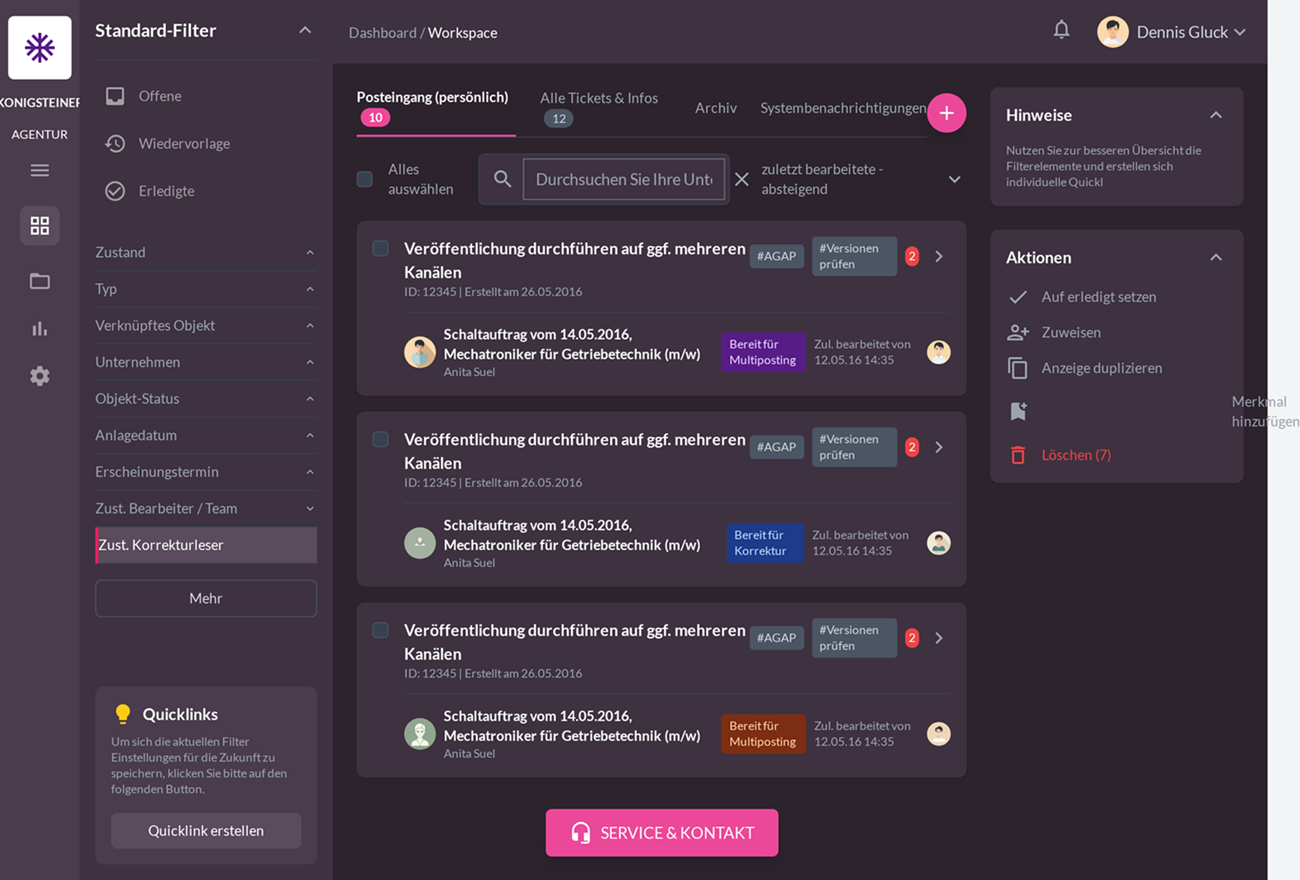 KONIGSTEINER
AGENTUR
Standard-Filter
Offene
Wiedervorlage
Erledigte
Zustand
Typ
Verknüpftes Objekt
Unternehmen
Objekt-Status
Anlagedatum
Erscheinungstermin
Zust. Bearbeiter / Team
Zust. Korrekturleser
Mehr
Quicklinks
Um sich die aktuellen Filter
Einstellungen für die Zukunft zu
speichern, klicken Sie bitte auf den
folgenden Button.
Quicklink erstellen
Dashboard / Workspace
Dennis Gluck
Posteingang (persönlich)
10
Alle Tickets & Infos
12
Archiv
Systembenachrichtigungen
Alles
auswählen
Durchsuchen Sie Ihre Unt
zuletzt bearbeitete -
absteigend
Veröffentlichung durchführen auf ggf. mehreren
Kanälen
#AGAP
#Versionen
prüfen
2
ID: 12345 | Erstellt am 26.05.2016
Schaltauftrag vom 14.05.2016,
Mechatroniker für Getriebetechnik (m/w)
Anita Suel
Bereit für
Multiposting
Zul. bearbeitet von
12.05.16 14:35
Veröffentlichung durchführen auf ggf. mehreren
Kanälen
#AGAP
#Versionen
prüfen
2
ID: 12345 | Erstellt am 26.05.2016
Schaltauftrag vom 14.05.2016,
Mechatroniker für Getriebetechnik (m/w)
Anita Suel
Bereit für
Korrektur
Zul. bearbeitet von
12.05.16 14:35
Veröffentlichung durchführen auf ggf. mehreren
Kanälen
#AGAP
#Versionen
prüfen
2
ID: 12345 | Erstellt am 26.05.2016
Schaltauftrag vom 14.05.2016,
Mechatroniker für Getriebetechnik (m/w)
Anita Suel
Bereit für
Multiposting
Zul. bearbeitet von
12.05.16 14:35
SERVICE & KONTAKT
Hinweise
Nutzen Sie zur besseren Übersicht die
Filterelemente und erstellen sich
individuelle Quickl
Aktionen
Auf erledigt setzen
Zuweisen
Anzeige duplizieren
Merkmal
hinzufügen
Löschen (7)